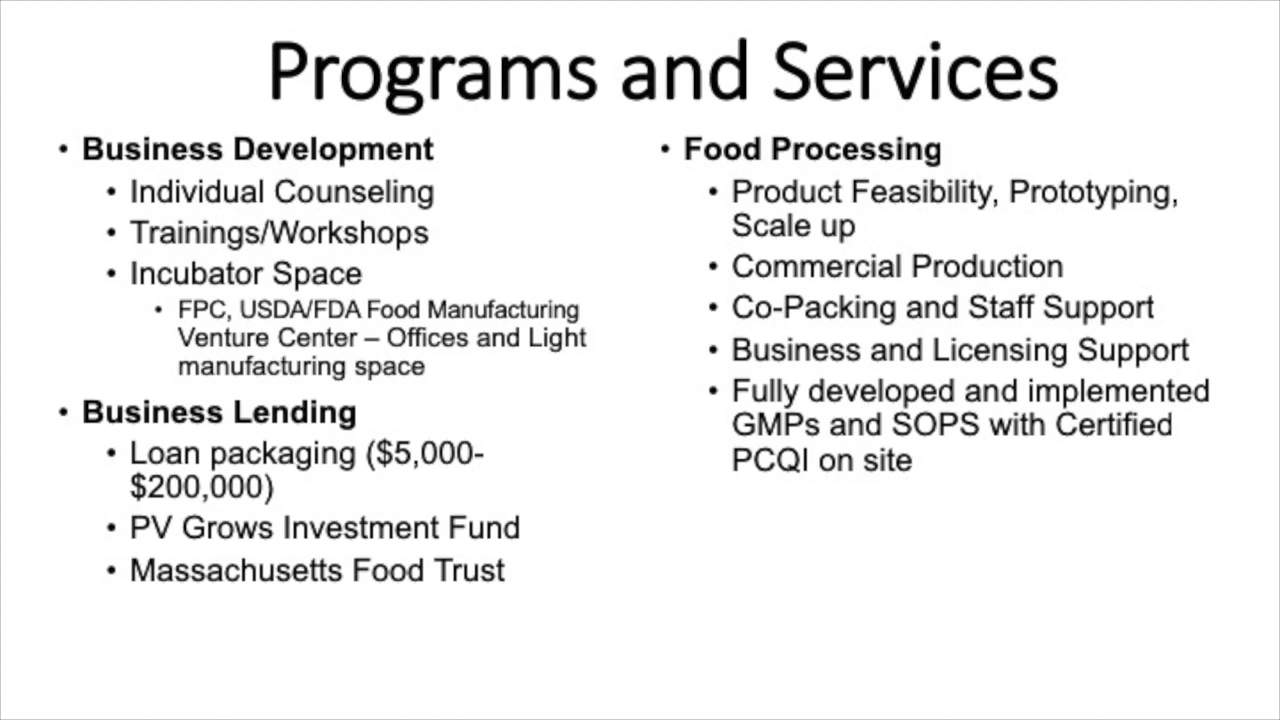 Programs and Services
• Business Development
• Individual Counseling
• Trainings/Workshops
• Incubator Space
• FPC, USDA/FDA Food Manufacturing
Venture Center – Offices and Light
manufacturing space
• Business Lending
• Loan packaging ($5,000-
$200,000)
• PV Grows Investment Fund
• Massachusetts Food Trust
• Food Processing
• Product Feasibility, Prototyping,
Scale up
• Commercial Production
• Co-Packing and Staff Support
• Business and Licensing Support
• Fully developed and implemented
GMPs and SOPS with Certified
PCQI on site